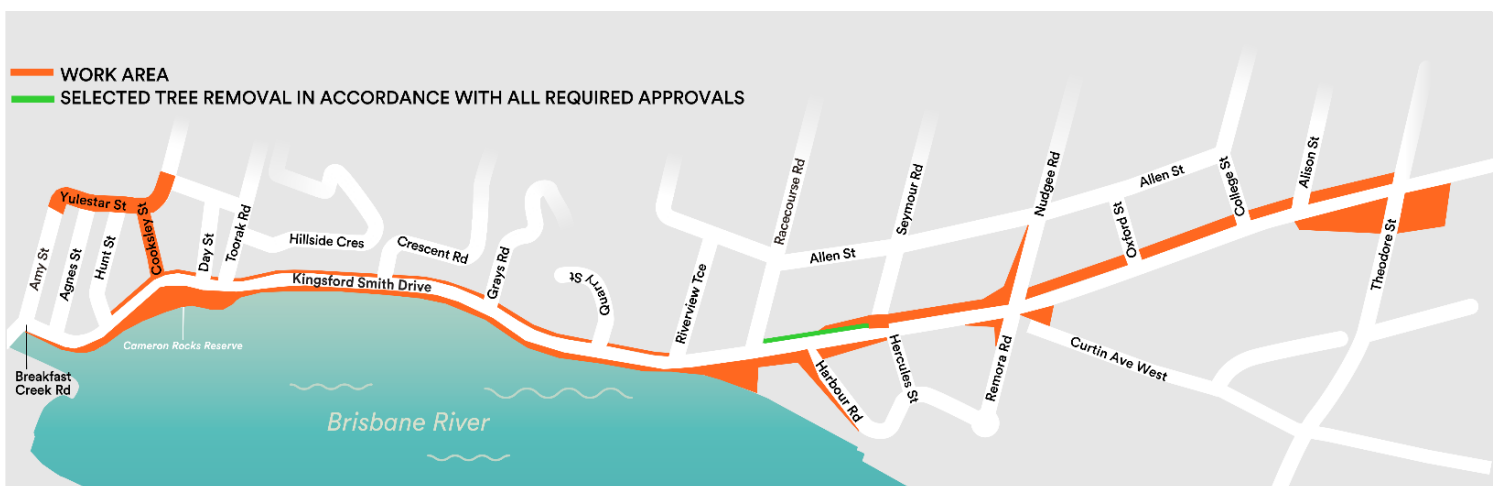 WORK AREA
SELECTED TREE REMOVAL IN ACCORDANCE WITH ALL REQUIRED APPROVALS
Yulestar St
Amy St
Agnes St
Hunt St
Cooksley St
Day St
Toorak Rd
Hillside Cres
Crescent Rd
Grays Rd
Quarry St
Kingsford Smith Drive
Cameron Rocks Reserve
Breakfast
Creek Rd
Brisbane River
Riverview Tce
Racecourse Rd
Allen St
Seymour Rd
Harbour Rd
Hercules St
Nudgee Rd
Remora Rd
Curtin Ave West
Oxford St
Allen St
College St
Alison St
Theodore St